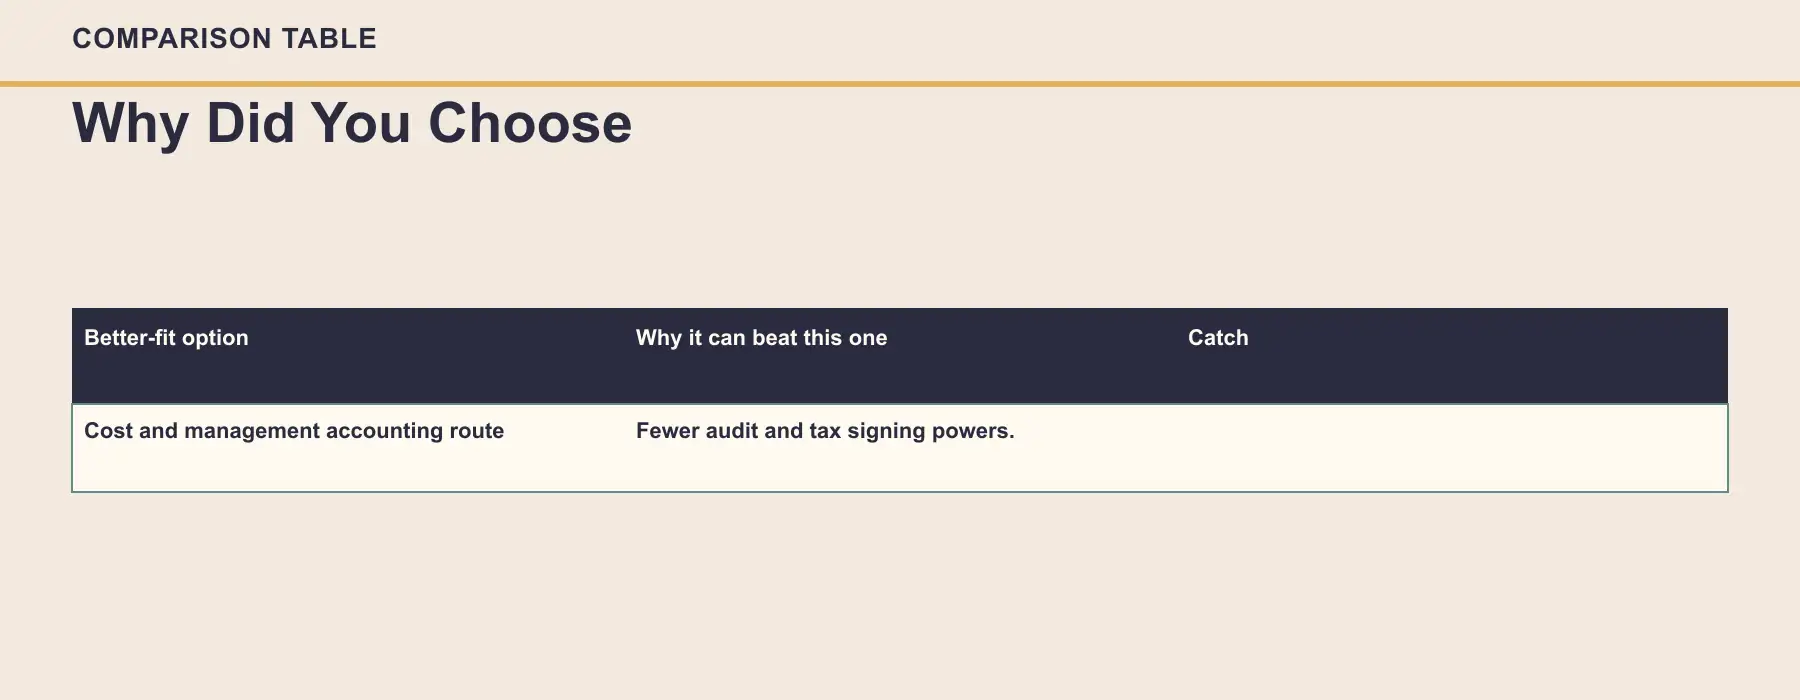 COMPARISON TABLE
Why Did You Choose
Better-fit option Why it can beat this one Catch
Cost and management accounting route Fewer audit and tax signing powers.